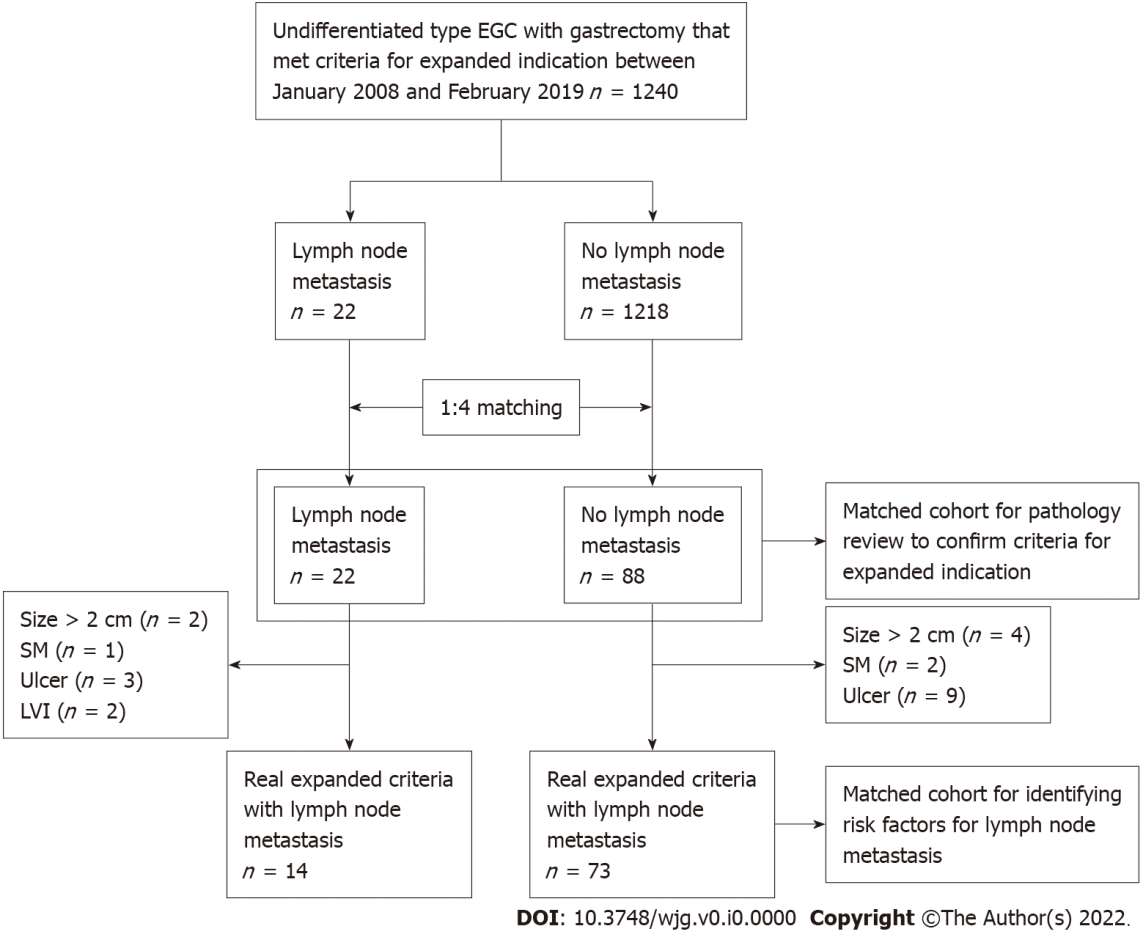 Undifferentiated type EGC with gastrectomy that
met criteria for expanded indication between
January 2008 and February 2019 n = 1240
Lymph node
metastasis
n = 22
No lymph node
metastasis
n = 1218
1:4 matching
Lymph node
metastasis
n = 22
No lymph node
metastasis
n = 88
Matched cohort for pathology
review to confirm criteria for
expanded indication
Size > 2 cm (n = 2)
SM (n = 1)
Ulcer (n = 3)
LVI (n = 2)
Size > 2 cm (n = 4)
SM (n = 2)
Ulcer (n = 9)
Real expanded criteria
with lymph node
metastasis
n = 14
Real expanded criteria
with lymph node
metastasis
n = 73
Matched cohort for identifying
risk factors for lymph node
metastasis
DOI: 10.3748/wjg.v0.i0.0000 Copyright ©The Author(s) 2022.